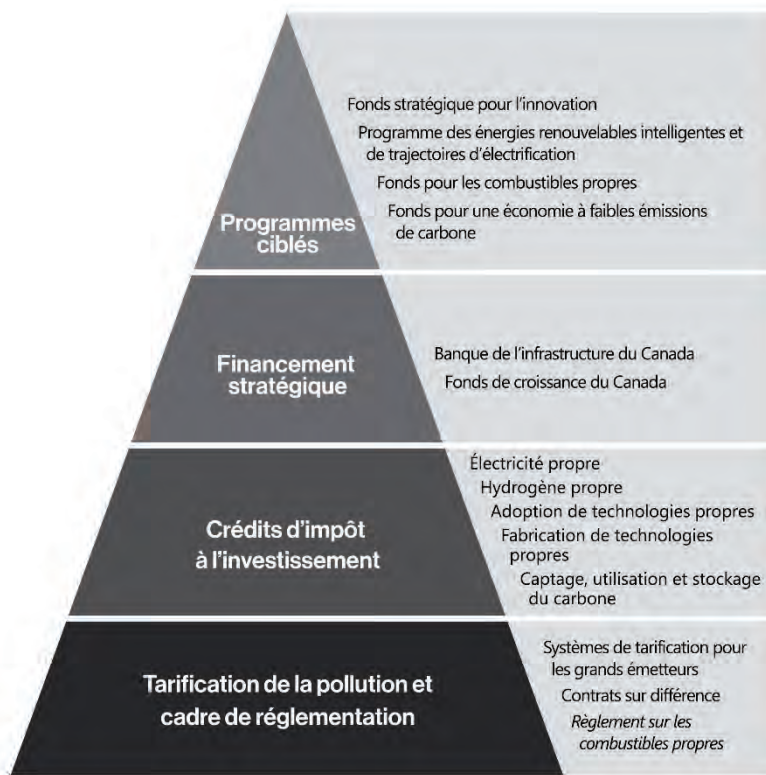 Fonds stratégique pour l'innovation
Programme des énergies renouvelables intelligentes et
de trajectoires d'électrification
Fonds pour les combustibles propres
Fonds pour une économie à faibles émissions
de carbone
Programmes
ciblés
Banque de l'infrastructure du Canada
Fonds de croissance du Canada
Financement
stratégique
Électricité propre
Hydrogène propre
Adoption de technologies propres
Fabrication de technologies
propres
Captage, utilisation et stockage
du carbone
Crédits d'impôt
à l'investissement
Systèmes de tarification pour
les grands émetteurs
Contrats sur différence
Règlement sur les
combustibles propres
Tarification de la pollution et
cadre de réglementation